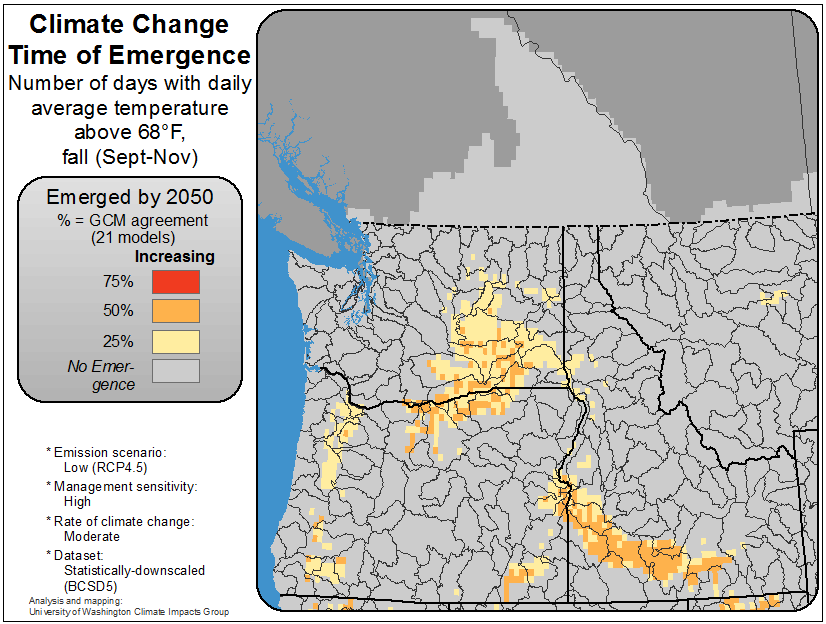 Climate Change
Time of Emergence
Number of days with daily
average temperature
above 68°F,
fall (Sept-Nov)
Emerged by 2050
% = GCM agreement
(21 models)
Increasing
75%
50%
25%
No Emer-
gence
* Emission scenario:
Low (RCP4.5)
* Management sensitivity:
High
* Rate of climate change:
Moderate
* Dataset:
Statistically-downscaled
(BCSD5)
Analysis and mapping:
University of Washington Climate Impacts Group